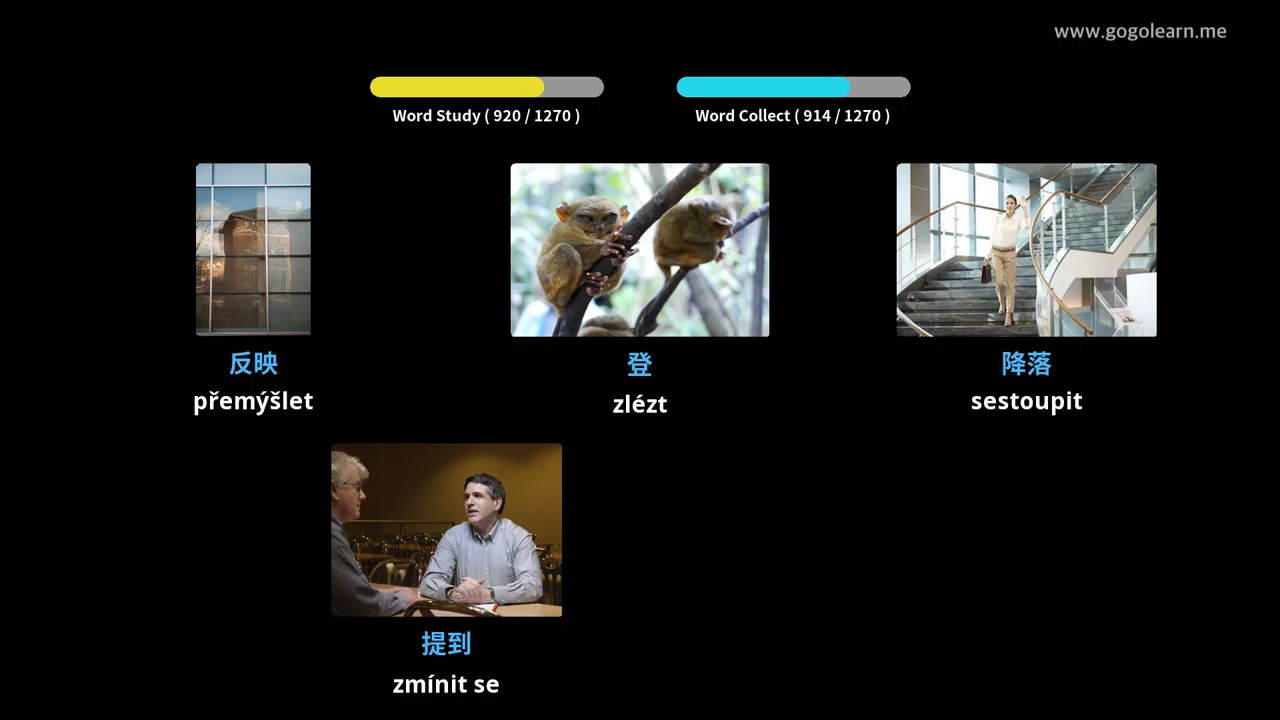 www.gogolearn.me
Word Study ( 920 / 1270 )
Word Collect ( 914 / 1270 )
反映
přemýšlet
登
zlézt
降落
sestoupit
提到
zmínit se